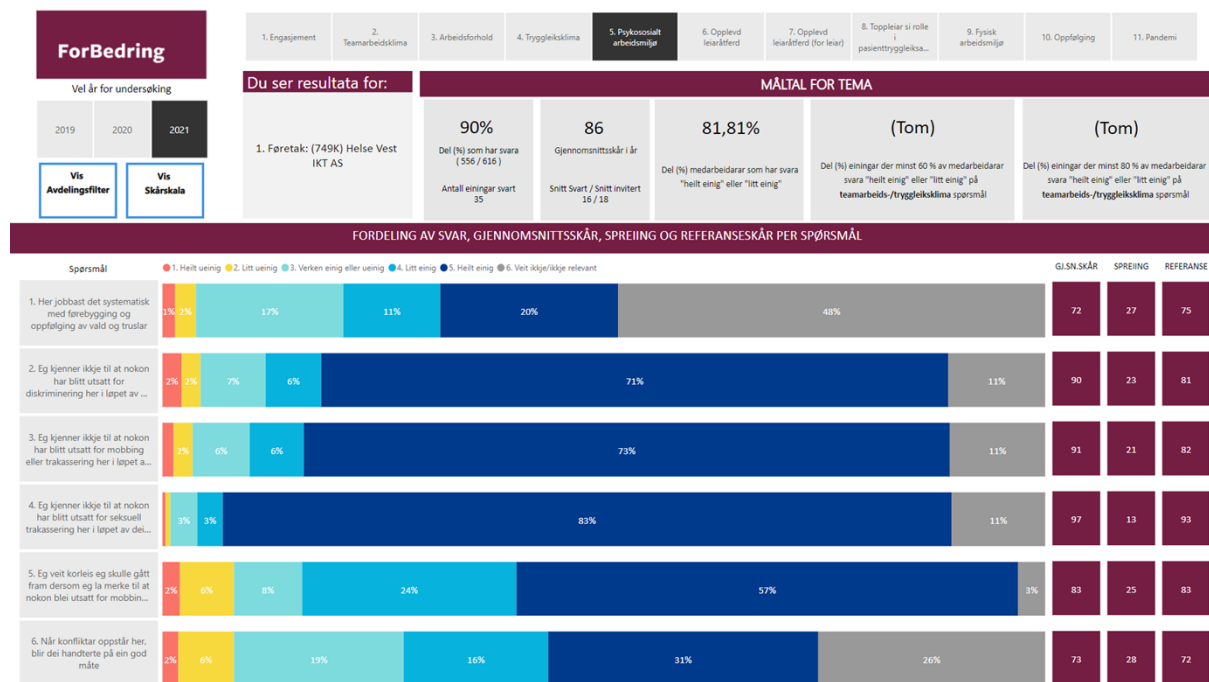 ForBedring
Vel år for undersøking
2019
2020
2021
Vis
Avdelingsfilter
Vis
Skårskala
1. Engasjement
2.
Teamarbeidsklima
3. Arbeidsforhold
4. Tryggleiksklima
5. Psykososialt
arbeidsmiljø
6. Opplevd
leiaråtferd
7. Opplevd
leiaråtferd (for leiar)
8. Toppleiar si rolle
i
pasienttryggleiksa...
9. Fysisk
arbeidsmiljø
10. Oppfølging
11. Pandemi
Du ser resultata for:
1. Føretak: (749K) Helse Vest
IKT AS
MÅLTAL FOR TEMA
90%
Del (%) som har svara
( 556 / 616 )
Antall einingar svart
35
86
Gjennomsnittsskår i år
Snitt Svart / Snitt invitert
16 / 18
81,81%
Del (%) medarbeidarar som har svara
"heilt einig" eller "litt einig"
(Tom)
Del (%) einingar der minst 60 % av medarbeidarar
svara "heilt einig" eller "litt einig" på
teamarbeids-/tryggleiksklima spørsmål
(Tom)
Del (%) einingar der minst 80 % av medarbeidarar
svara "heilt einig" eller "litt einig" på
teamarbeids-/tryggleiksklima spørsmål
FORDELING AV SVAR, GJENNOMSNITTSSKÅR, SPREIING OG REFERANSESKÅR PER SPØRSMÅL
Spørsmål
1. Heilt ueinig 2. Litt ueinig 3. Verken einig eller ueinig 4. Litt einig 5. Heilt einig 6. Veit ikkje/ikkje relevant
GJ.SN.SKÅR SPREIING REFERANSE
1. Her jobbast det systematisk
med førebygging og
oppfølging av vald og truslar
1% 2% 17% 11% 20% 48%
72 27 75
2. Eg kjenner ikkje til at nokon
har blitt utsatt for
diskriminering her i løpet av ...
2% 2% 7% 6% 71% 11%
90 23 81
3. Eg kjenner ikkje til at nokon
har blitt utsatt for mobbing
eller trakassering her i løpet a...
2% 6% 6% 73% 11%
91 21 82
4. Eg kjenner ikkje til at nokon
har blitt utsatt for seksuell
trakassering her i løpet av dei...
3% 3% 83% 11%
97 13 93
5. Eg veit korleis eg skulle gått
fram dersom eg la merke til at
nokon blei utsatt for mobbin...
2% 6% 8% 24% 57% 3%
83 25 83
6. Når konfliktar oppstår her,
blir dei handterte på ein god
måte
2% 6% 19% 16% 31% 26%
73 28 72